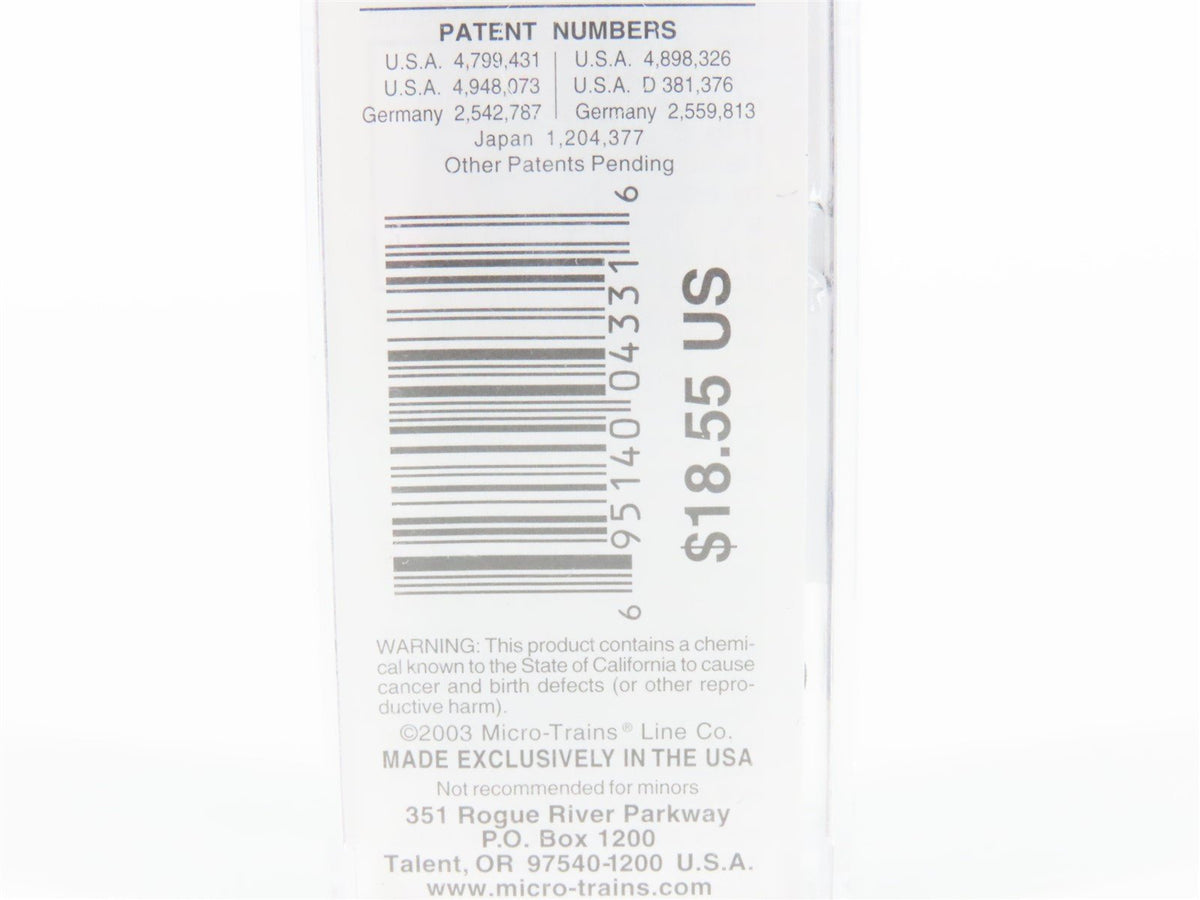 PATENT NUMBERS
U.S.A. 4,799,431 U.S.A. 4,898,326
U.S.A. 4,948,073 U.S.A. D 381,376
Germany 2,542,787 Germany 2,559,813
Japan 1,204,377
Other Patents Pending
6 95140 04331 6
$18.55 US
WARNING: This product contains a chemi-
cal known to the State of California to cause
cancer and birth defects (or other repro-
ductive harm).
©2003 Micro-Trains® Line Co.
MADE EXCLUSIVELY IN THE USA
Not recommended for minors
351 Rogue River Parkway
P.O. Box 1200
Talent, OR 97540-1200 U.S.A.
www.micro-trains.com